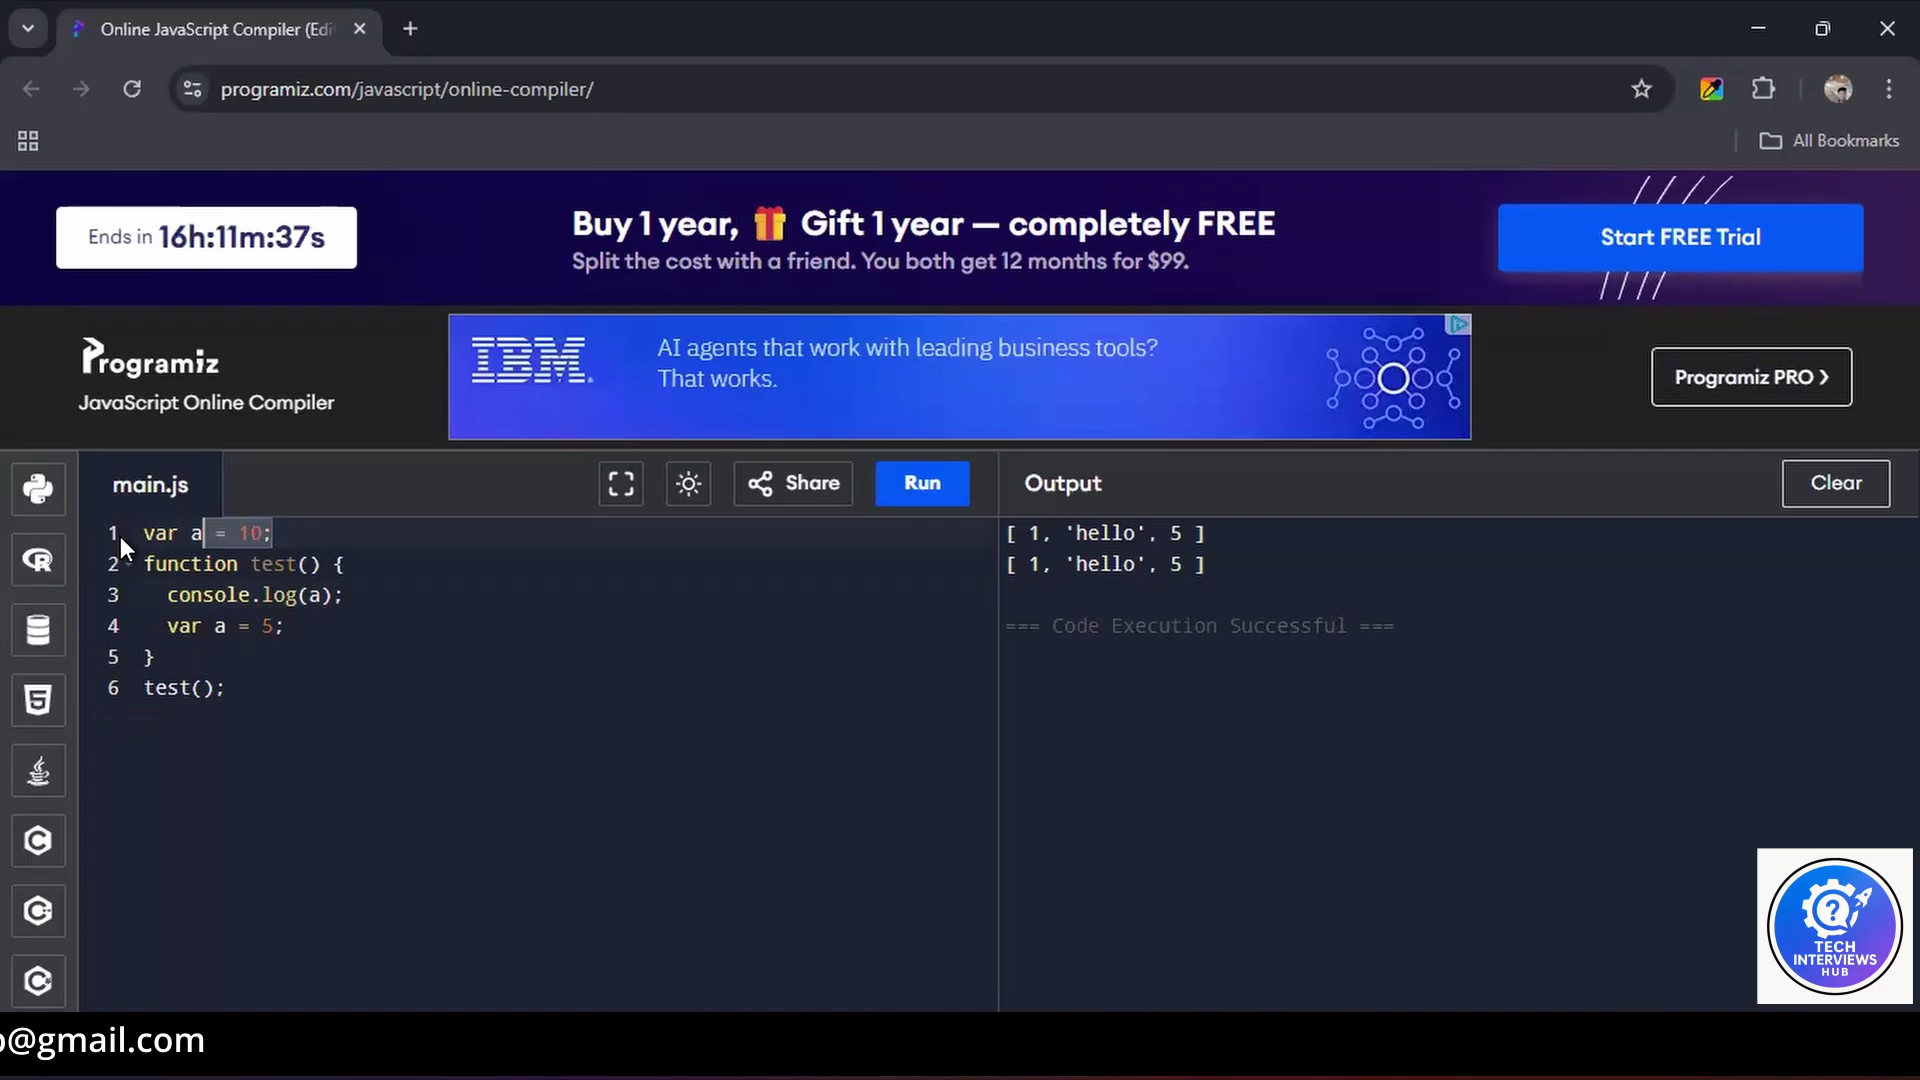 Online JavaScript Compiler (Edi
programiz.com/javascript/online-compiler/
All Bookmarks
Ends in 16h:11m:37s
Buy 1 year, 🎁 Gift 1 year — completely FREE
Split the cost with a friend. You both get 12 months for $99.
Start FREE Trial
Programiz
JavaScript Online Compiler
IBM.
AI agents that work with leading business tools?
That works.
Programiz PRO ❯
main.js
Share
Run
Output
Clear
1 var a = 10;
2 function test() {
3 console.log(a);
4 var a = 5;
5 }
6 test();
[ 1, 'hello', 5 ]
[ 1, 'hello', 5 ]
=== Code Execution Successful ===
TECH
INTERVIEWS
HUB
@gmail.com